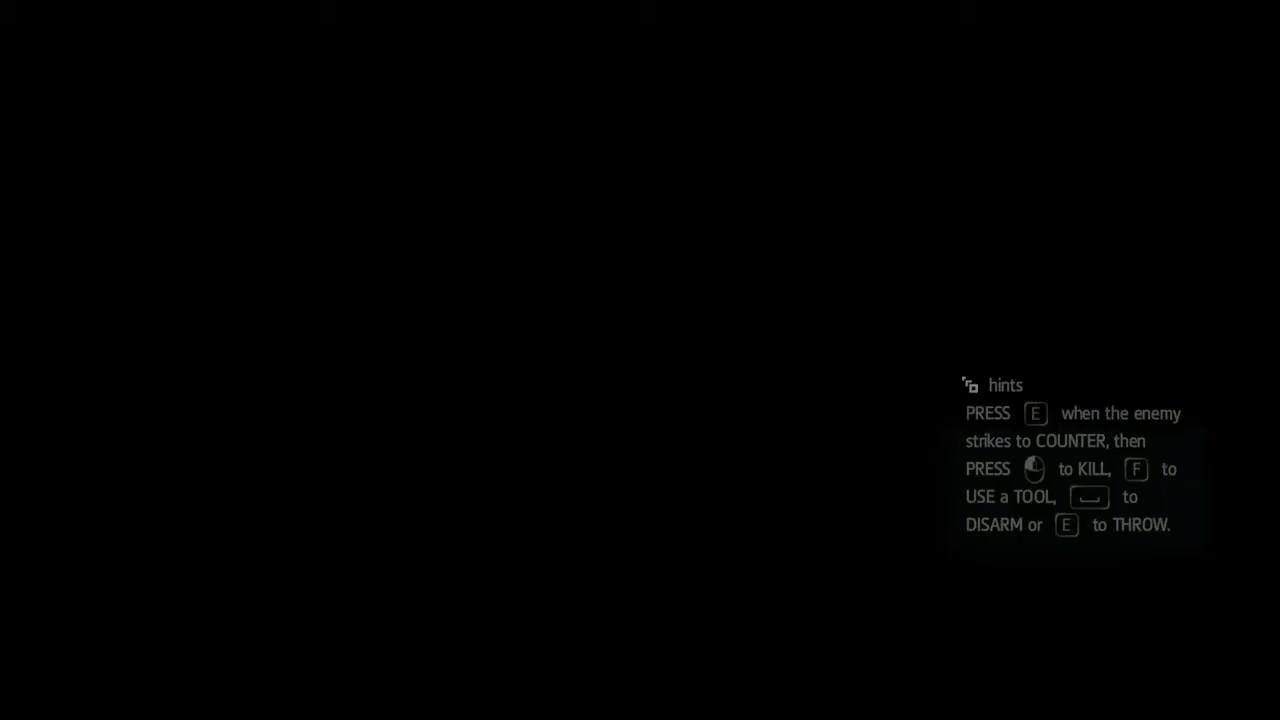 hints
PRESS E when the enemy
strikes to COUNTER, then
PRESS to KILL, F to
USE a TOOL, to
DISARM or E to THROW.